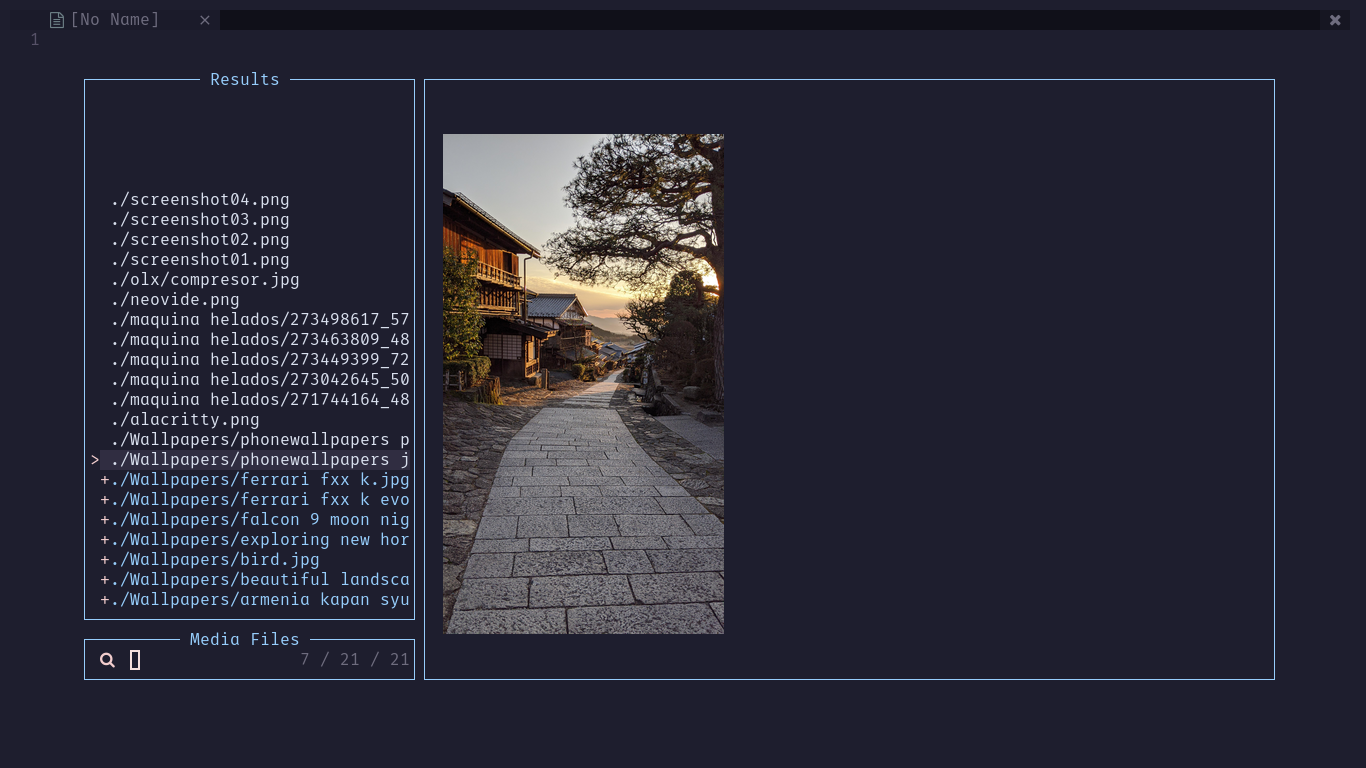 [No Name]
1
Results
./screenshot04.png
./screenshot03.png
./screenshot02.png
./screenshot01.png
./olx/compresor.jpg
./neovide.png
./maquina helados/273498617_57
./maquina helados/273463809_48
./maquina helados/273449399_72
./maquina helados/273042645_50
./maquina helados/271744164_48
./alacritty.png
./Wallpapers/phonewallpapers p
> ./Wallpapers/phonewallpapers j
+./Wallpapers/ferrari fxx k.jpg
+./Wallpapers/ferrari fxx k evo
+./Wallpapers/falcon 9 moon nig
+./Wallpapers/exploring new hor
+./Wallpapers/bird.jpg
+./Wallpapers/beautiful landsca
+./Wallpapers/armenia kapan syu
Media Files
7 / 21 / 21